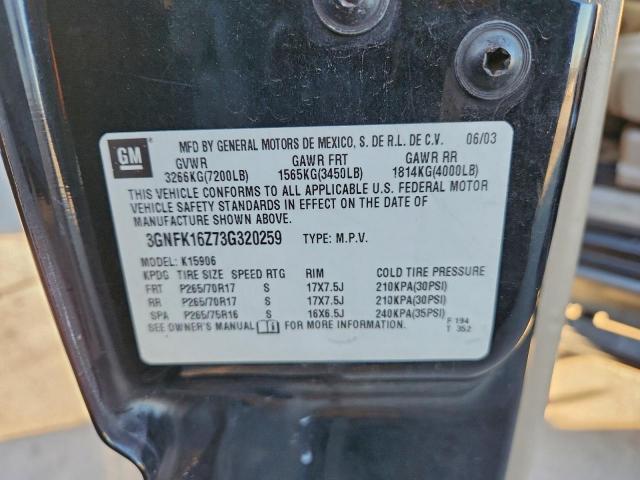 GM
MFD BY GENERAL MOTORS DE MEXICO, S. DE R.L. DE C.V. 06/03
GVWR GAWR FRT GAWR RR
3266KG(7200LB) 1565KG(3450LB) 1814KG(4000LB)
THIS VEHICLE CONFORMS TO ALL APPLICABLE U.S. FEDERAL MOTOR
VEHICLE SAFETY STANDARDS IN EFFECT ON THE DATE OF
MANUFACTURE SHOWN ABOVE.
3GNFK16Z73G320259 TYPE: M.P.V.
MODEL: K15906
KPDG TIRE SIZE SPEED RTG RIM COLD TIRE PRESSURE
FRT P265/70R17 S 17X7.5J 210KPA(30PSI)
RR P265/70R17 S 17X7.5J 210KPA(30PSI)
SPA P265/75R16 S 16X6.5J 240KPA(35PSI)
SEE OWNER'S MANUAL FOR MORE INFORMATION.
F 194
T 352